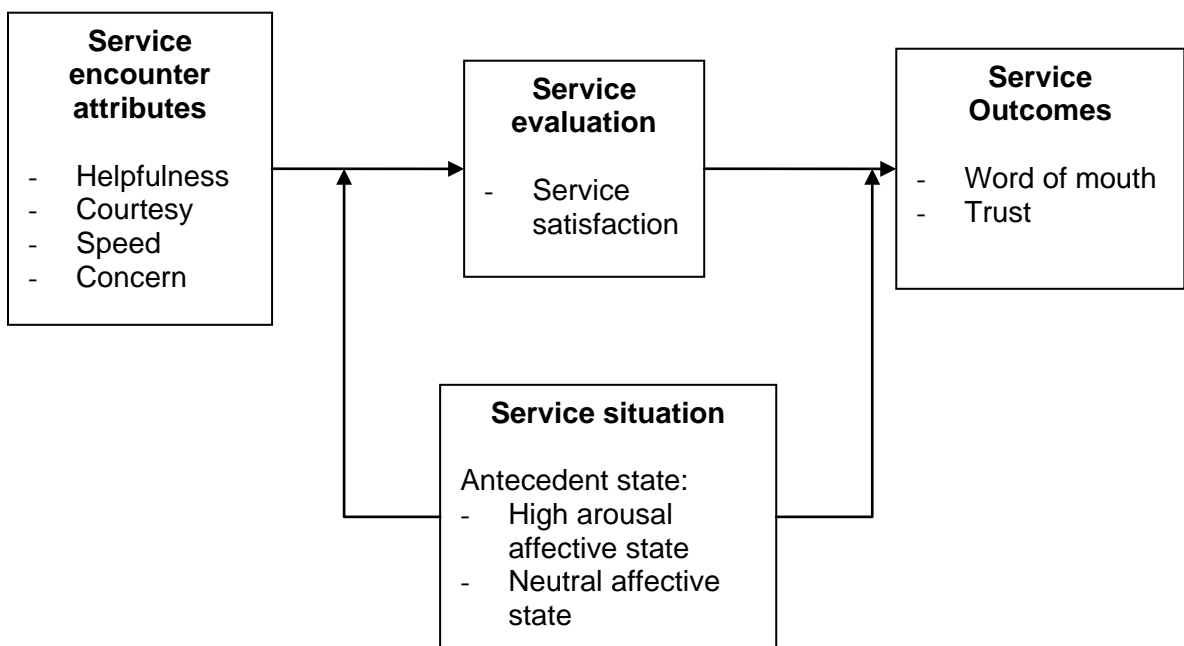 Service
encounter
attributes
- Helpfulness
- Courtesy
- Speed
- Concern
Service
evaluation
- Service
satisfaction
Service
Outcomes
- Word of mouth
- Trust
Service situation
Antecedent state:
- High arousal
affective state
- Neutral affective
state